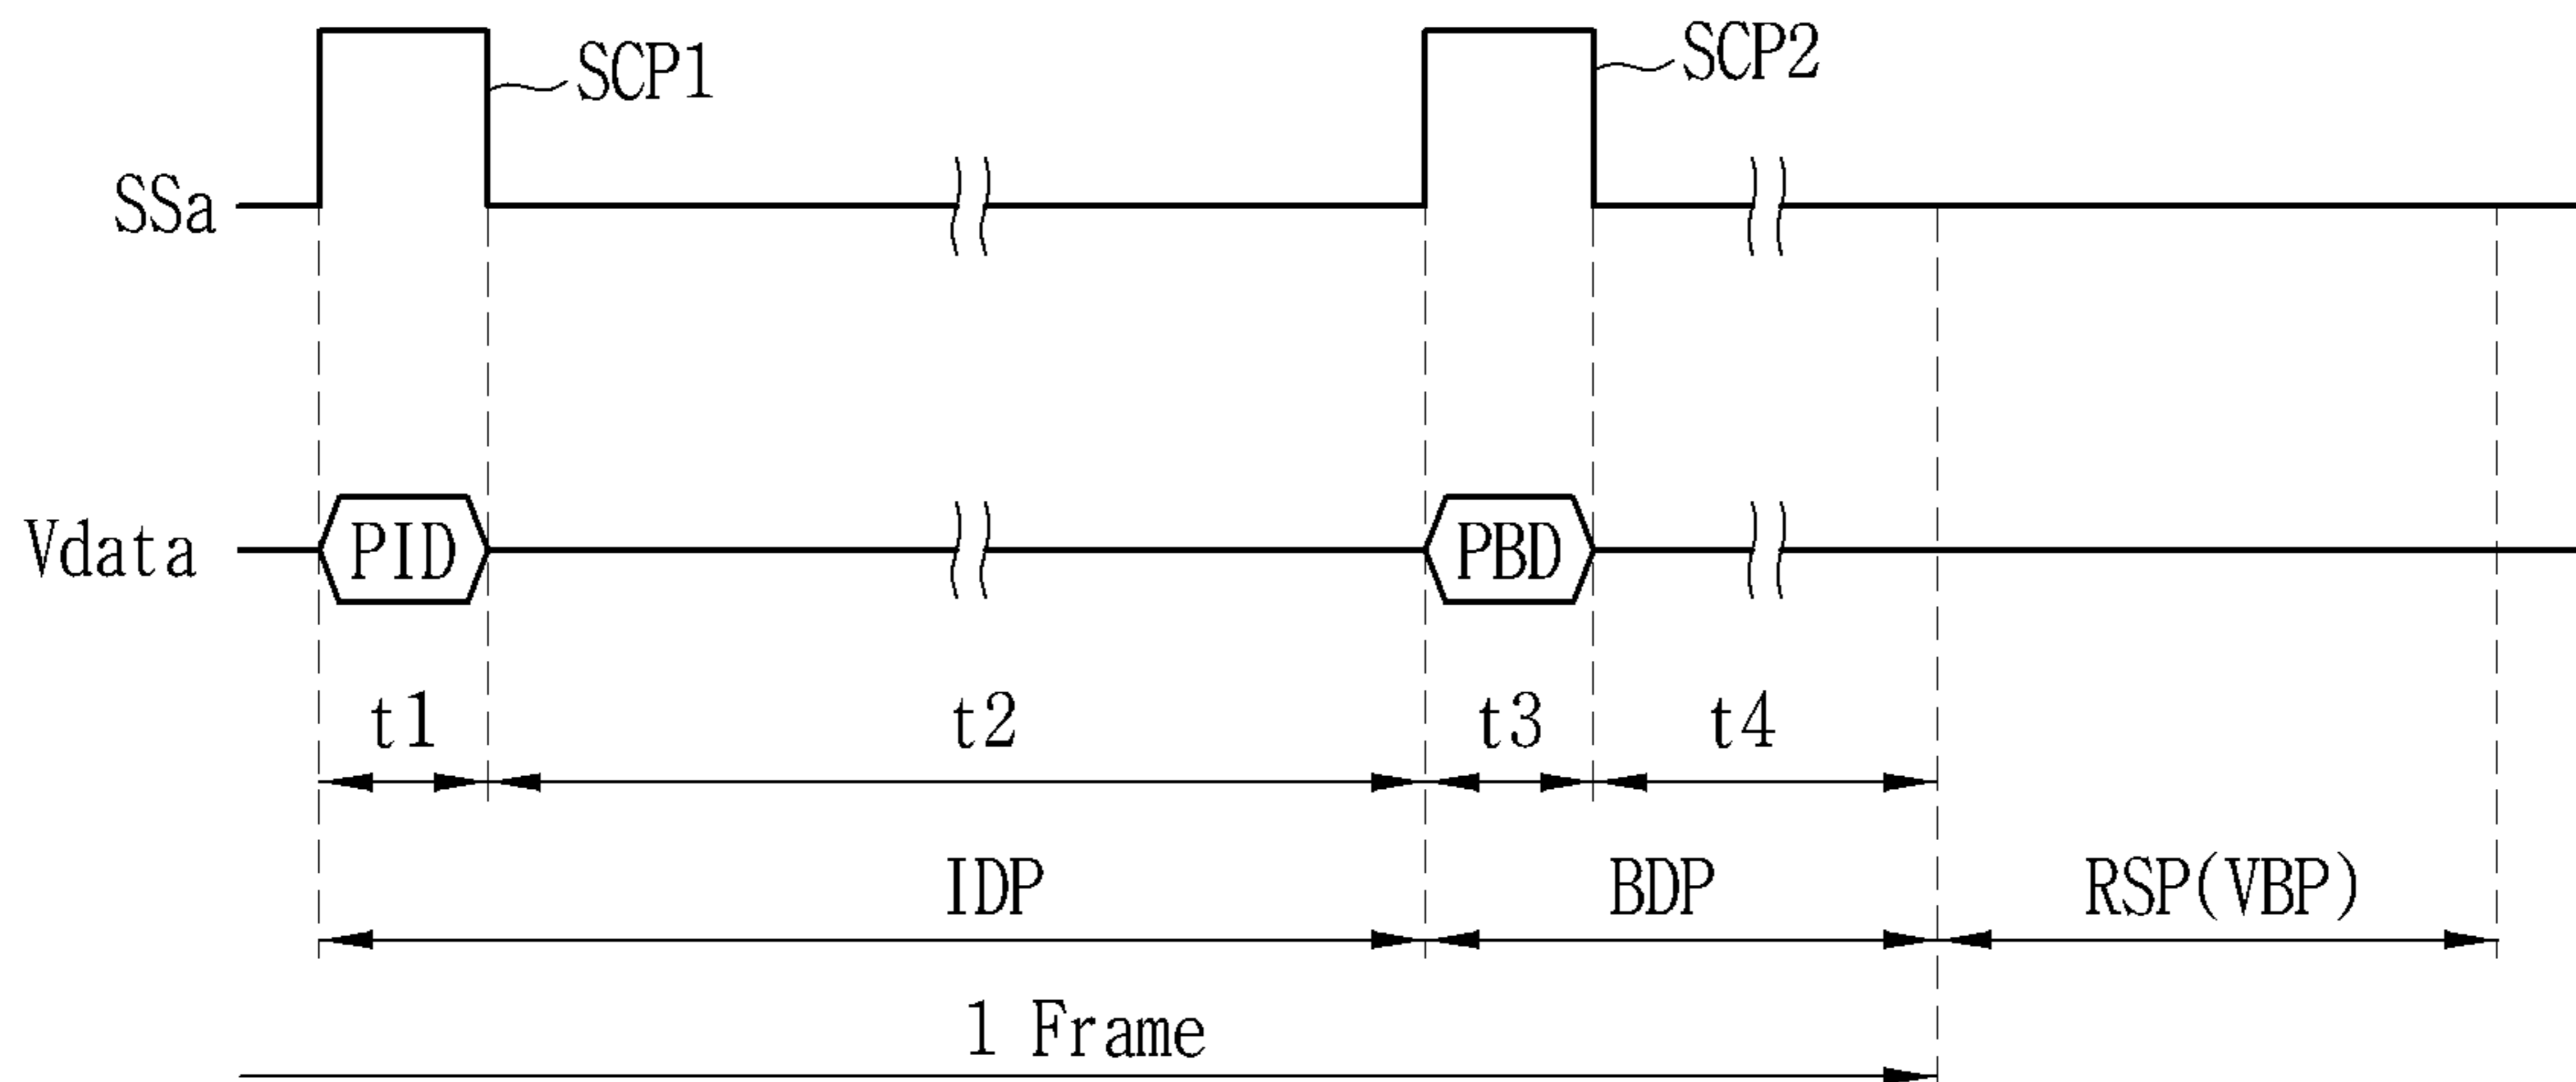 SCP1
SCP2
SSa
Vdata
PID
PBD
t1
t2
t3
t4
IDP
BDP
RSP(VBP)
1 Frame